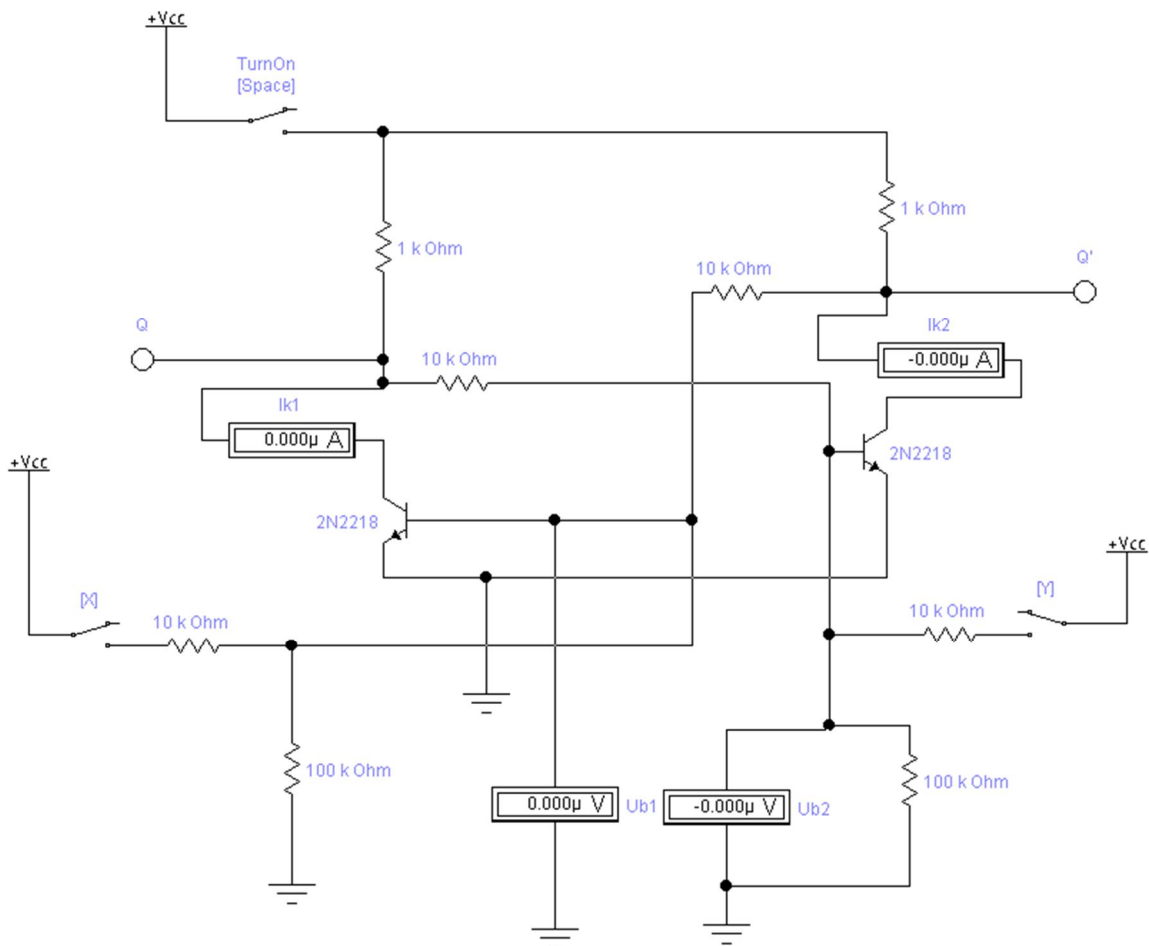 +Vcc
TurnOn
[Space]
1 k Ohm
1 k Ohm
10 k Ohm
Q'
Q
10 k Ohm
Ik2
-0.000µ A
Ik1
0.000µ A
2N2218
+Vcc
2N2218
+Vcc
[X]
[Y]
10 k Ohm
10 k Ohm
100 k Ohm
100 k Ohm
0.000µ V
Ub1
-0.000µ V
Ub2